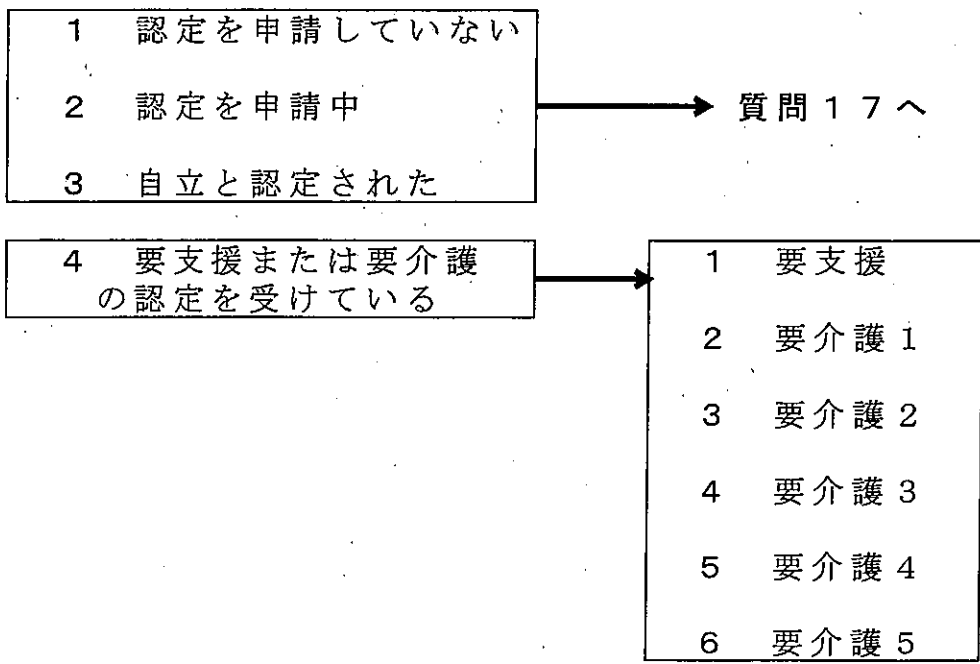 1 認定を申請していない
2 認定を申請中
3 自立と認定された
質問17へ
4 要支援または要介護
の認定を受けている
1 要支援
2 要介護1
3 要介護2
4 要介護3
5 要介護4
6 要介護5